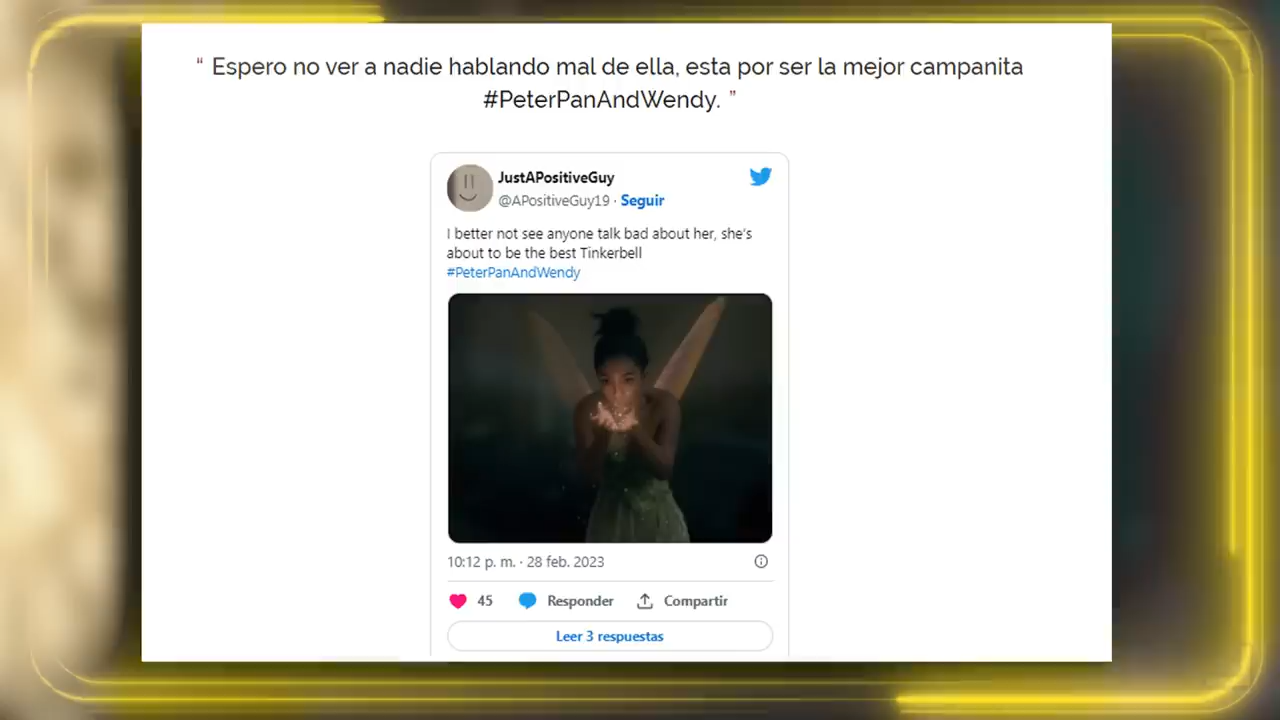 “ Espero no ver a nadie hablando mal de ella, esta por ser la mejor campanita
#PeterPanAndWendy. ”
JustAPositiveGuy
@APositiveGuy19 · Seguir
I better not see anyone talk bad about her, she's
about to be the best Tinkerbell
#PeterPanAndWendy
10:12 p. m. · 28 feb. 2023
45 Responder Compartir
Leer 3 respuestas